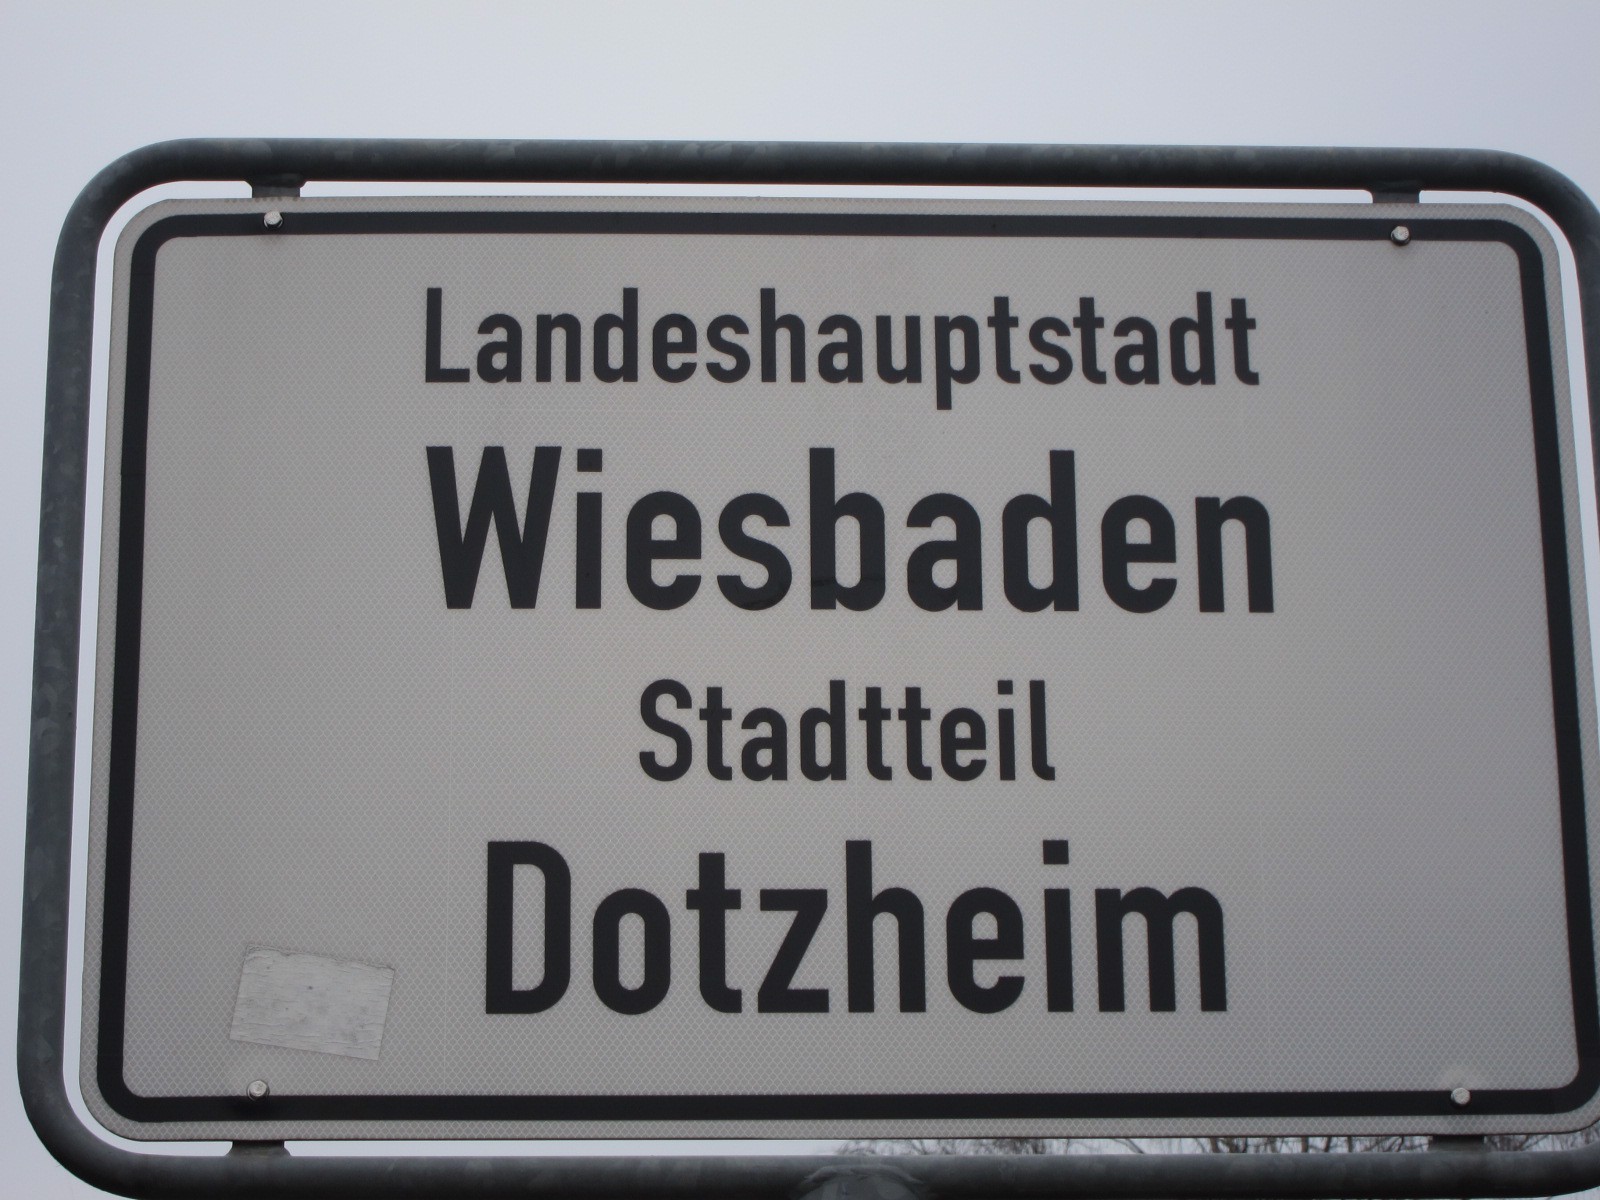 Landeshauptstadt
Wiesbaden
Stadtteil
Dotzheim